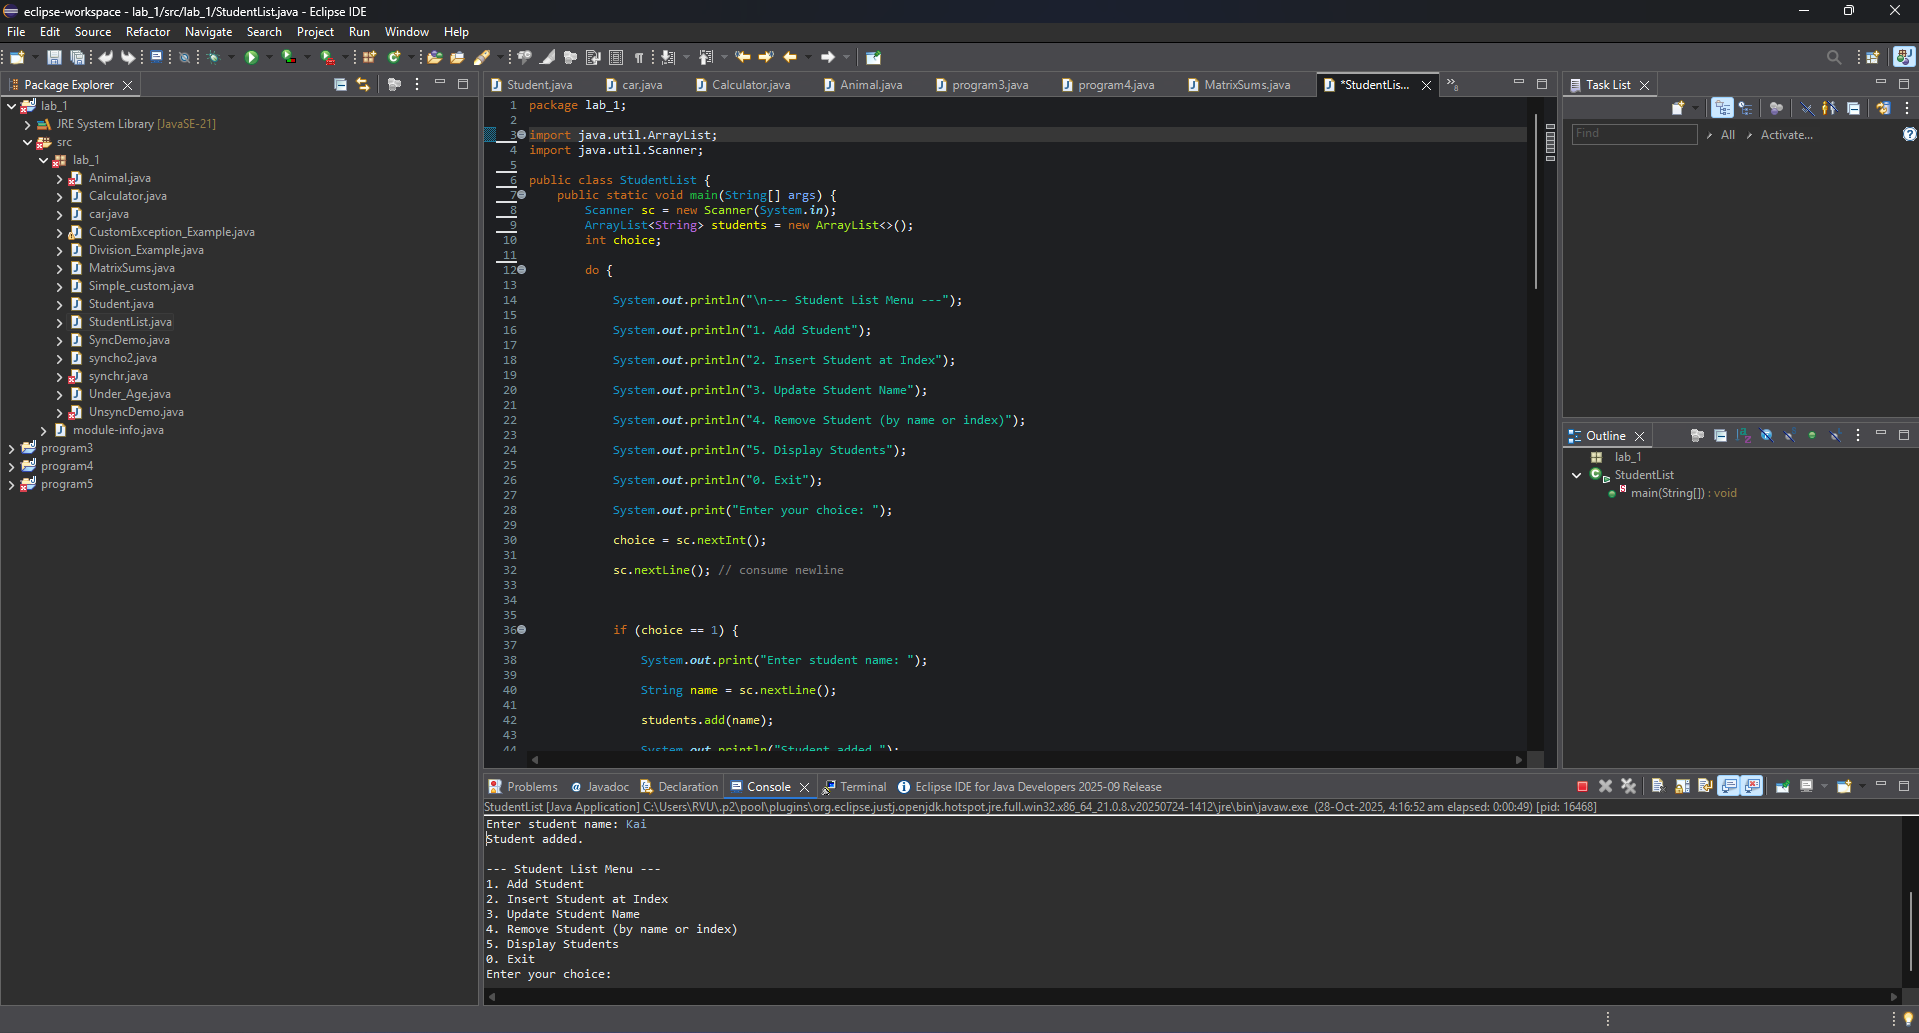 eclipse-workspace - lab_1/src/lab_1/StudentList.java - Eclipse IDE
File Edit Source Refactor Navigate Search Project Run Window Help
Package Explorer
lab_1
JRE System Library [JavaSE-21]
src
lab_1
Animal.java
Calculator.java
car.java
CustomException_Example.java
Division_Example.java
MatrixSums.java
Simple_custom.java
Student.java
StudentList.java
SyncDemo.java
syncho2.java
synchr.java
Under_Age.java
UnsyncDemo.java
module-info.java
program3
program4
program5
Student.java car.java Calculator.java Animal.java program3.java program4.java MatrixSums.java *StudentLis... »8
1 package lab_1;
2
3 import java.util.ArrayList;
4 import java.util.Scanner;
5
6 public class StudentList {
7 public static void main(String[] args) {
8 Scanner sc = new Scanner(System.in);
9 ArrayList<String> students = new ArrayList<>();
10 int choice;
11
12 do {
13
14 System.out.println("\n--- Student List Menu ---");
15
16 System.out.println("1. Add Student");
17
18 System.out.println("2. Insert Student at Index");
19
20 System.out.println("3. Update Student Name");
21
22 System.out.println("4. Remove Student (by name or index)");
23
24 System.out.println("5. Display Students");
25
26 System.out.println("0. Exit");
27
28 System.out.print("Enter your choice: ");
29
30 choice = sc.nextInt();
31
32 sc.nextLine(); // consume newline
33
34
35
36 if (choice == 1) {
37
38 System.out.print("Enter student name: ");
39
40 String name = sc.nextLine();
41
42 students.add(name);
43
44 System.out.println("Student added.");
Task List
Find All Activate...
Outline
lab_1
StudentList
main(String[]) : void
Problems Javadoc Declaration Console Terminal Eclipse IDE for Java Developers 2025-09 Release
StudentList [Java Application] C:\Users\RVU\.p2\pool\plugins\org.eclipse.justj.openjdk.hotspot.jre.full.win32.x86_64_21.0.8.v20250724-1412\jre\bin\javaw.exe (28-Oct-2025, 4:16:52 am elapsed: 0:00:49) [pid: 16468]
Enter student name: Kai
Student added.
--- Student List Menu ---
1. Add Student
2. Insert Student at Index
3. Update Student Name
4. Remove Student (by name or index)
5. Display Students
0. Exit
Enter your choice: